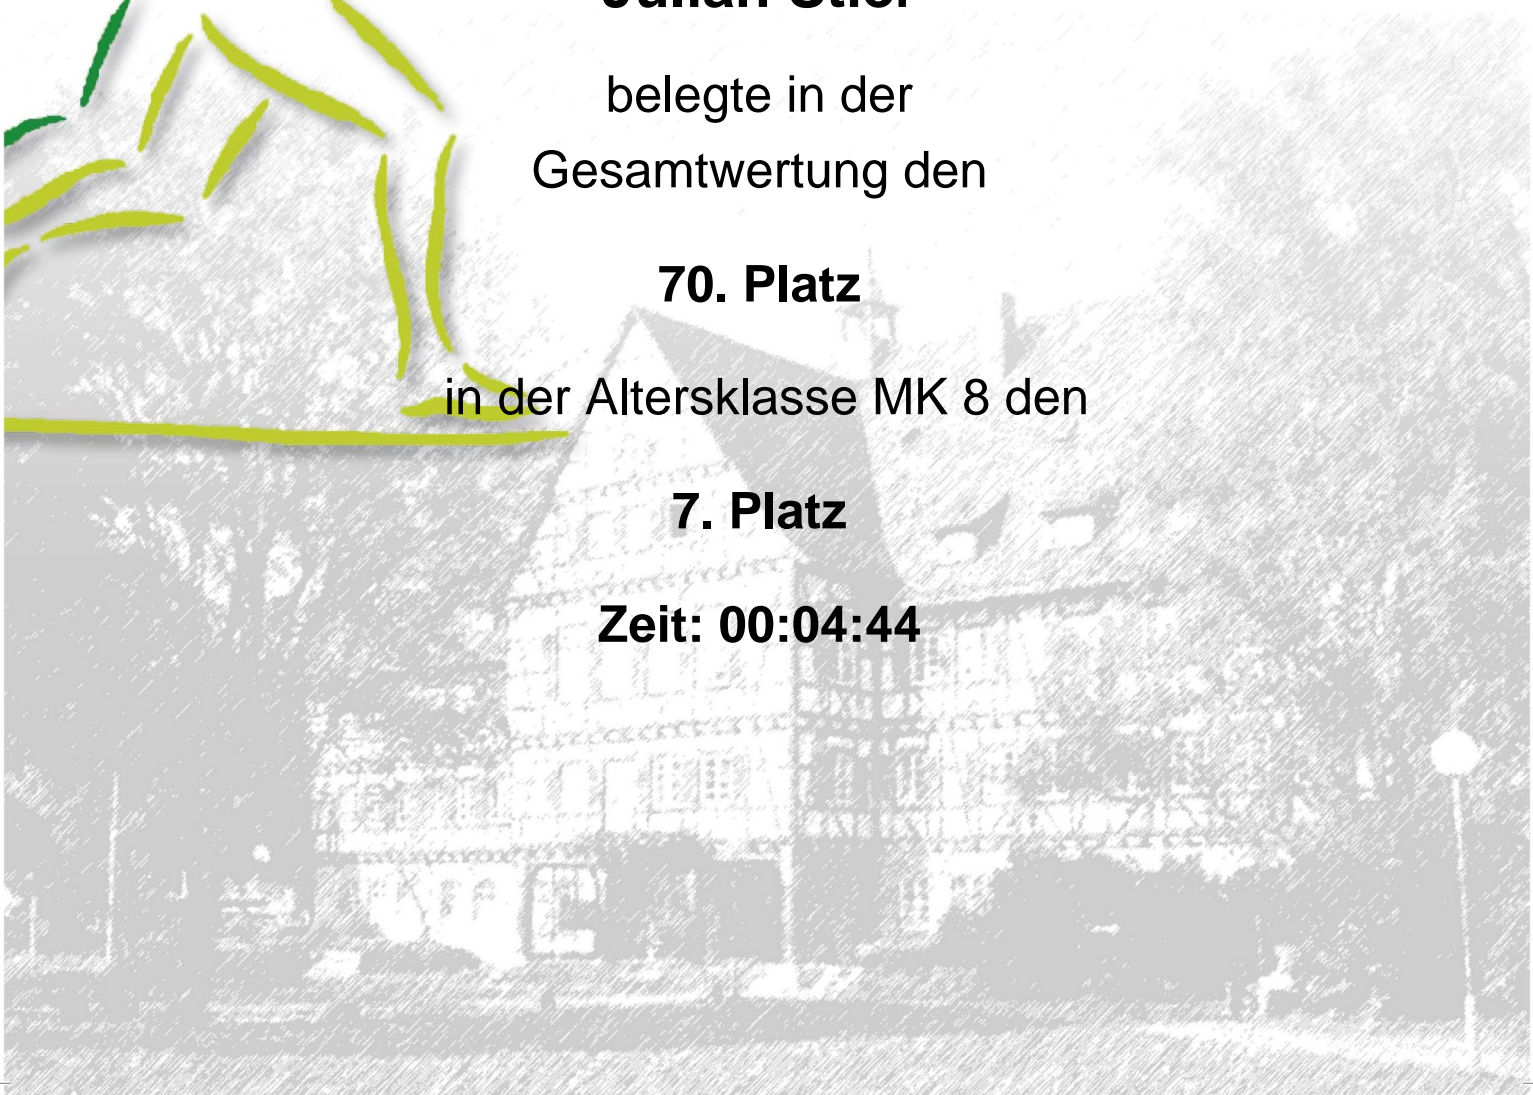 belegte in der
Gesamtwertung den
70. Platz
in der Altersklasse MK 8 den
7. Platz
Zeit: 00:04:44